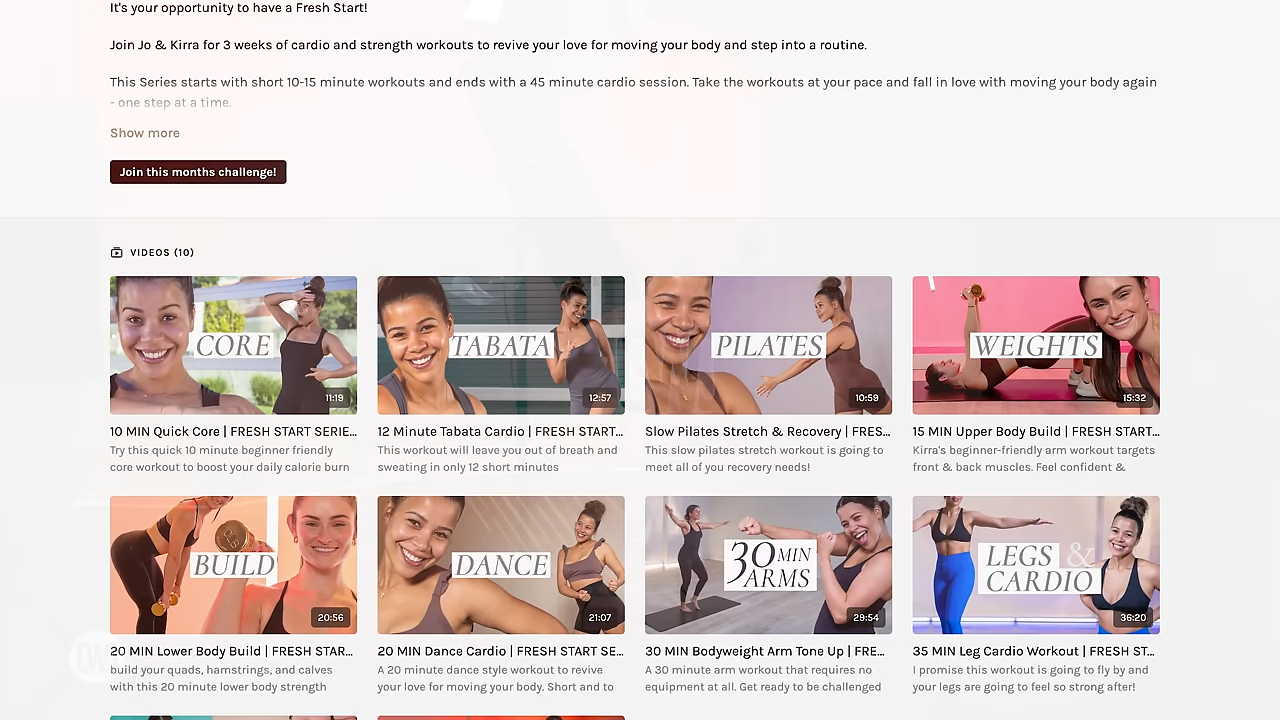 It's your opportunity to have a Fresh Start!
Join Jo & Kirra for 3 weeks of cardio and strength workouts to revive your love for moving your body and step into a routine.
This Series starts with short 10-15 minute workouts and ends with a 45 minute cardio session. Take the workouts at your pace and fall in love with moving your body again
- one step at a time.
Show more
Join this months challenge!
VIDEOS (10)
CORE
11:19
TABATA
12:57
PILATES
10:59
WEIGHTS
15:32
10 MIN Quick Core | FRESH START SERIE...
Try this quick 10 minute beginner friendly
core workout to boost your daily calorie burn
12 Minute Tabata Cardio | FRESH START...
This workout will leave you out of breath and
sweating in only 12 short minutes
Slow Pilates Stretch & Recovery | FRES...
This slow pilates stretch workout is going to
meet all of you recovery needs!
15 MIN Upper Body Build | FRESH START...
Kirra's beginner-friendly arm workout targets
front & back muscles. Feel confident &
BUILD
20:56
DANCE
21:07
30 MIN
ARMS
29:54
LEGS &
CARDIO
36:20
20 MIN Lower Body Build | FRESH STAR...
Build your quads, hamstrings, and calves
with this 20 minute lower body strength
20 MIN Dance Cardio | FRESH START SE...
A 20 minute dance style workout to revive
your love for moving your body. Short and to
30 MIN Bodyweight Arm Tone Up | FRE...
A 30 minute arm workout that requires no
equipment at all. Get ready to be challenged
35 MIN Leg Cardio Workout | FRESH ST...
I promise this workout is going to fly by and
your legs are going to feel so strong after!